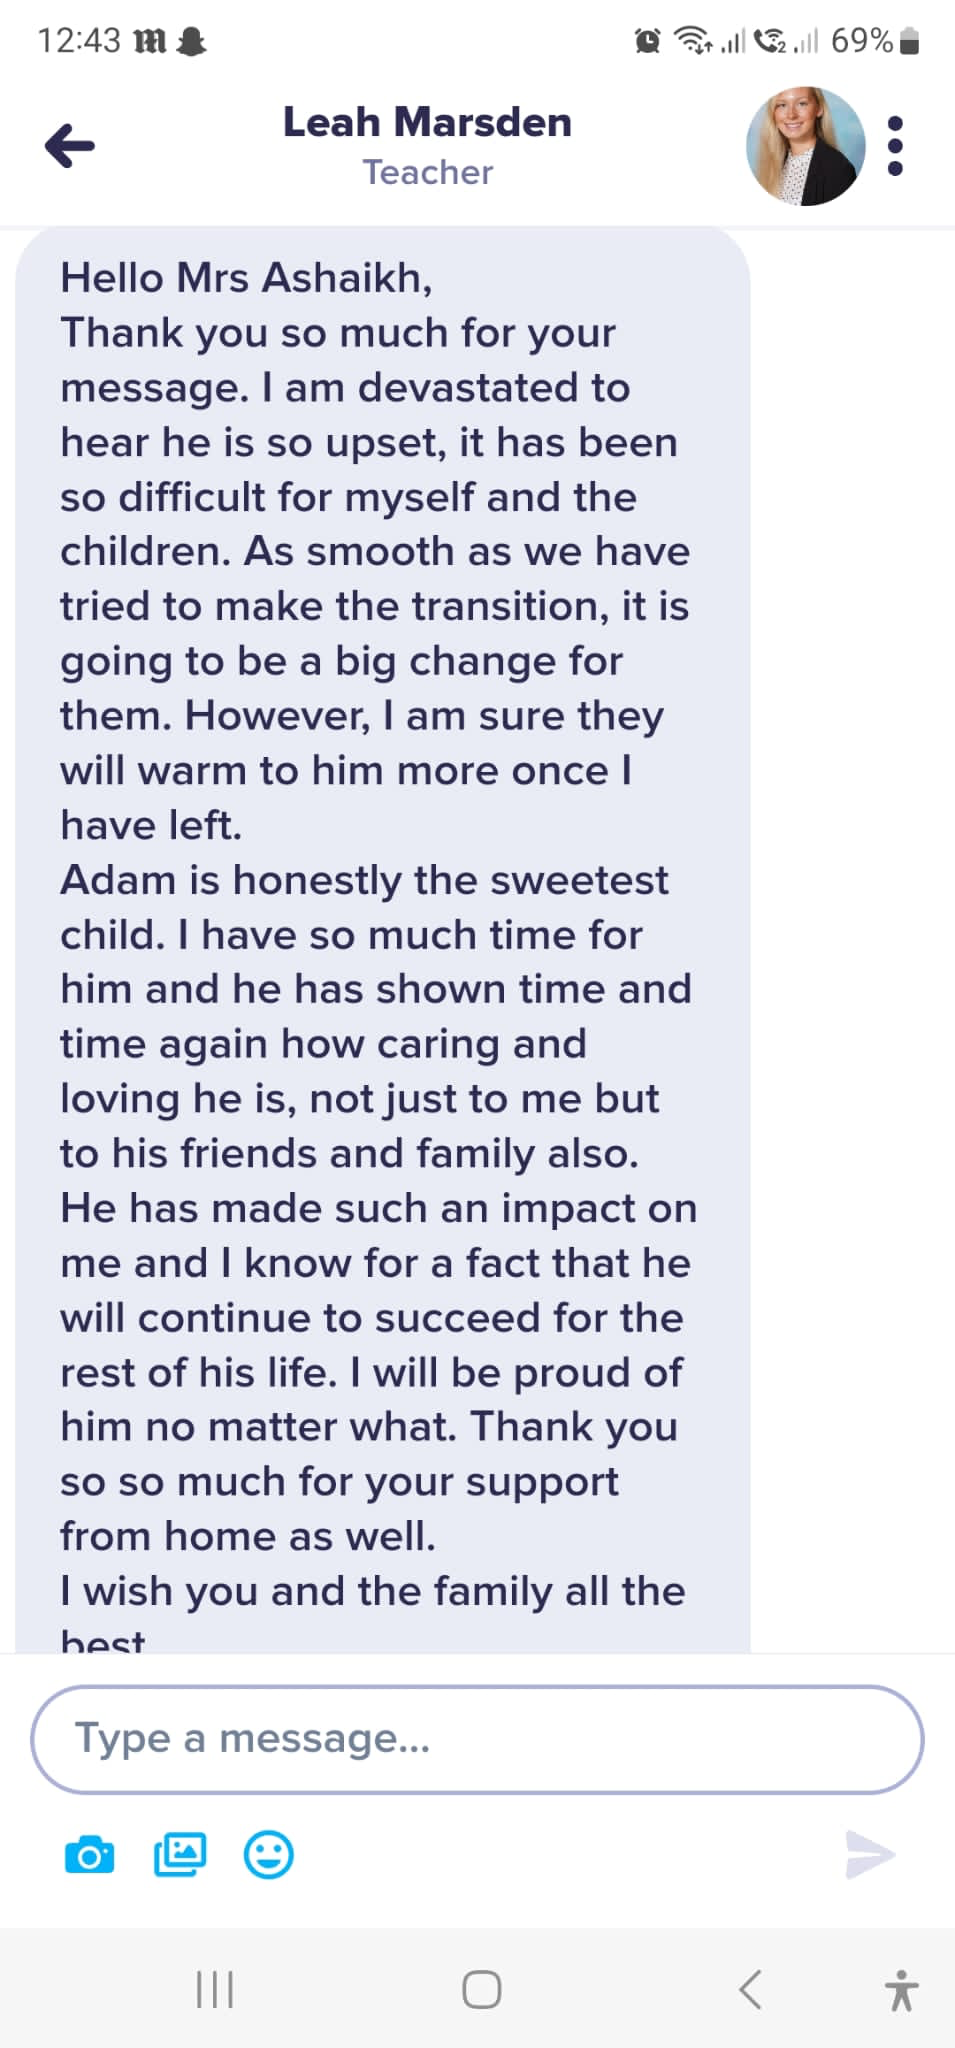 12:43 m 69%
Leah Marsden
Teacher
Hello Mrs Ashaikh,
Thank you so much for your
message. I am devastated to
hear he is so upset, it has been
so difficult for myself and the
children. As smooth as we have
tried to make the transition, it is
going to be a big change for
them. However, I am sure they
will warm to him more once I
have left.
Adam is honestly the sweetest
child. I have so much time for
him and he has shown time and
time again how caring and
loving he is, not just to me but
to his friends and family also.
He has made such an impact on
me and I know for a fact that he
will continue to succeed for the
rest of his life. I will be proud of
him no matter what. Thank you
so so much for your support
from home as well.
I wish you and the family all the
best
Type a message...